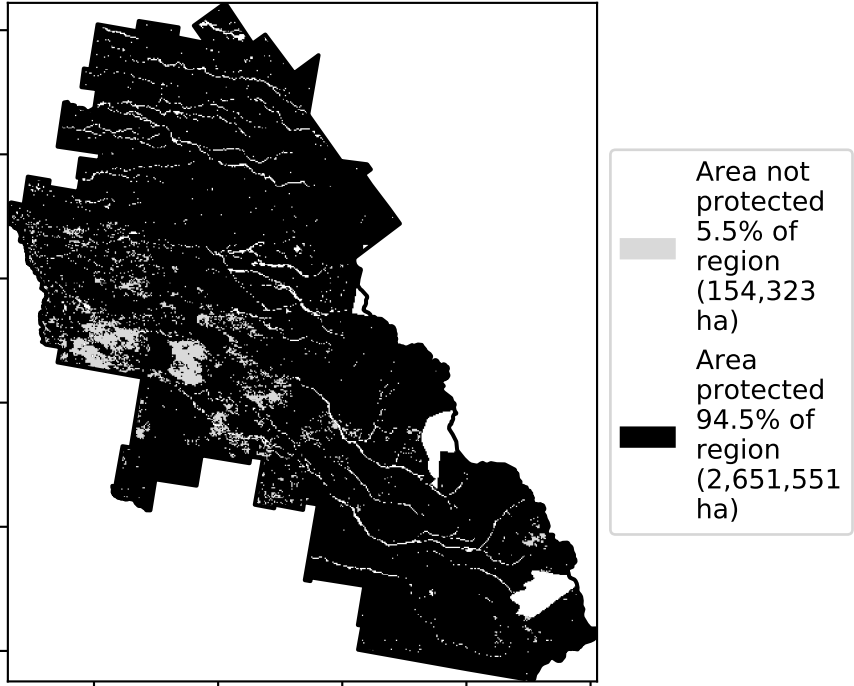 Area not
protected
5.5% of
region
(154,323
ha)
Area
protected
94.5% of
region
(2,651,551
ha)